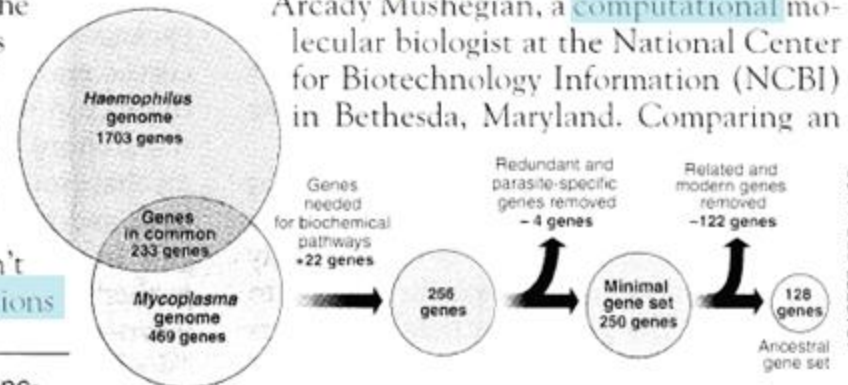 he
s
Arcady Mushegian, a computational mo-
lecular biologist at the National Center
for Biotechnology Information (NCBI)
in Bethesda, Maryland. Comparing an
Haemophilus
genome
1703 genes
Genes
in common
233 genes
Mycoplasma
genome
469 genes
Genes
needed
for biochemical
pathways
+22 genes
256
genes
Redundant and
parasite-specific
genes removed
– 4 genes
Minimal
gene set
250 genes
Related and
modern genes
removed
–122 genes
128
genes
Ancestral
gene set
n't
ions